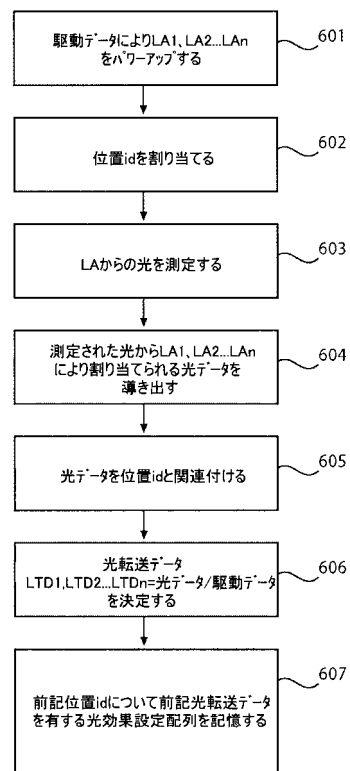 駆動ﾃﾞｰﾀによりLA1、LA2...LAn
をﾊﾟﾜｰｱｯﾌﾟする
601
位置idを割り当てる
602
LAからの光を測定する
603
測定された光からLA1、LA2...LAn
により割り当てられる光ﾃﾞｰﾀを
導き出す
604
光ﾃﾞｰﾀを位置idと関連付ける
605
光転送ﾃﾞｰﾀ
LTD1,LTD2...LTDn=光ﾃﾞｰﾀ/駆動ﾃﾞｰﾀ
を決定する
606
前記位置idについて前記光転送ﾃﾞｰﾀ
を有する光効果設定配列を記憶する
607